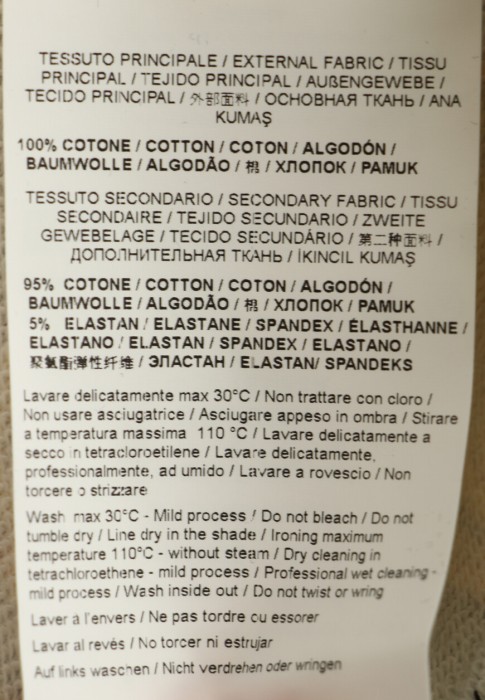 TESSUTO PRINCIPALE / EXTERNAL FABRIC / TISSU
PRINCIPAL / TEJIDO PRINCIPAL / AUßENGEWEBE /
TECIDO PRINCIPAL / 外部面料 / ОСНОВНАЯ ТКАНЬ / ANA
KUMAŞ
100% COTONE / COTTON / COTON / ALGODÓN /
BAUMWOLLE / ALGODÃO / 棉 / ХЛОПОК / PAMUK
TESSUTO SECONDARIO / SECONDARY FABRIC / TISSU
SECONDAIRE / TEJIDO SECUNDARIO / ZWEITE
GEWEBELAGE / TECIDO SECUNDÁRIO / 第二种面料 /
ДОПОЛНИТЕЛЬНАЯ ТКАНЬ / İKINCIL KUMAŞ
95% COTONE / COTTON / COTON / ALGODÓN /
BAUMWOLLE / ALGODÃO / 棉 / ХЛОПОК / PAMUK
5% ELASTAN / ELASTANE / SPANDEX / ÉLASTHANNE /
ELASTANO / ELASTAN / SPANDEX / ELASTANO /
聚氨酯弹性纤维 / ЭЛАСТАН / ELASTAN/ SPANDEKS
Lavare delicatamente max 30°C / Non trattare con cloro /
Non usare asciugatrice / Asciugare appeso in ombra / Stirare
a temperatura massima 110 °C / Lavare delicatamente a
secco in tetracloroetilene / Lavare delicatamente,
professionalmente, ad umido / Lavare a rovescio / Non
torcere o strizzare
Wash max 30°C - Mild process / Do not bleach / Do not
tumble dry / Line dry in the shade / Ironing maximum
temperature 110°C - without steam / Dry cleaning in
tetrachloroethene - mild process / Professional wet cleaning -
mild process / Wash inside out / Do not twist or wring
Laver à l'envers / Ne pas tordre ou essorer
Lavar al revés / No torcer ni estrujar
Auf links waschen / Nicht verdrehen oder wringen